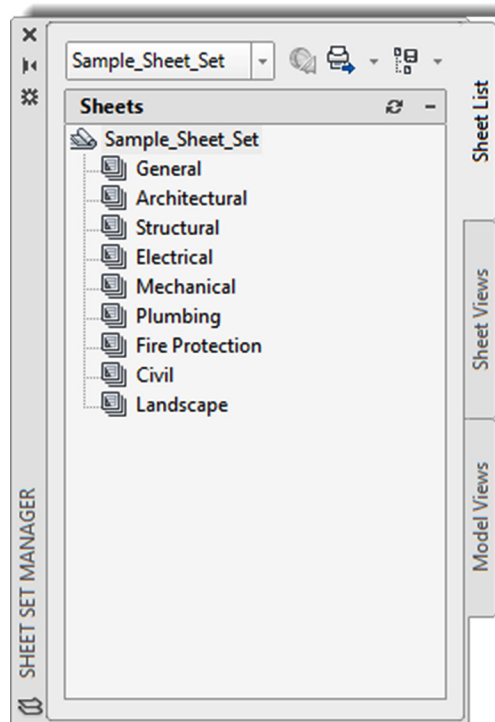 Sample_Sheet_Set
Sheets
Sample_Sheet_Set
General
Architectural
Structural
Electrical
Mechanical
Plumbing
Fire Protection
Civil
Landscape
Sheet List
Sheet Views
Model Views
SHEET SET MANAGER